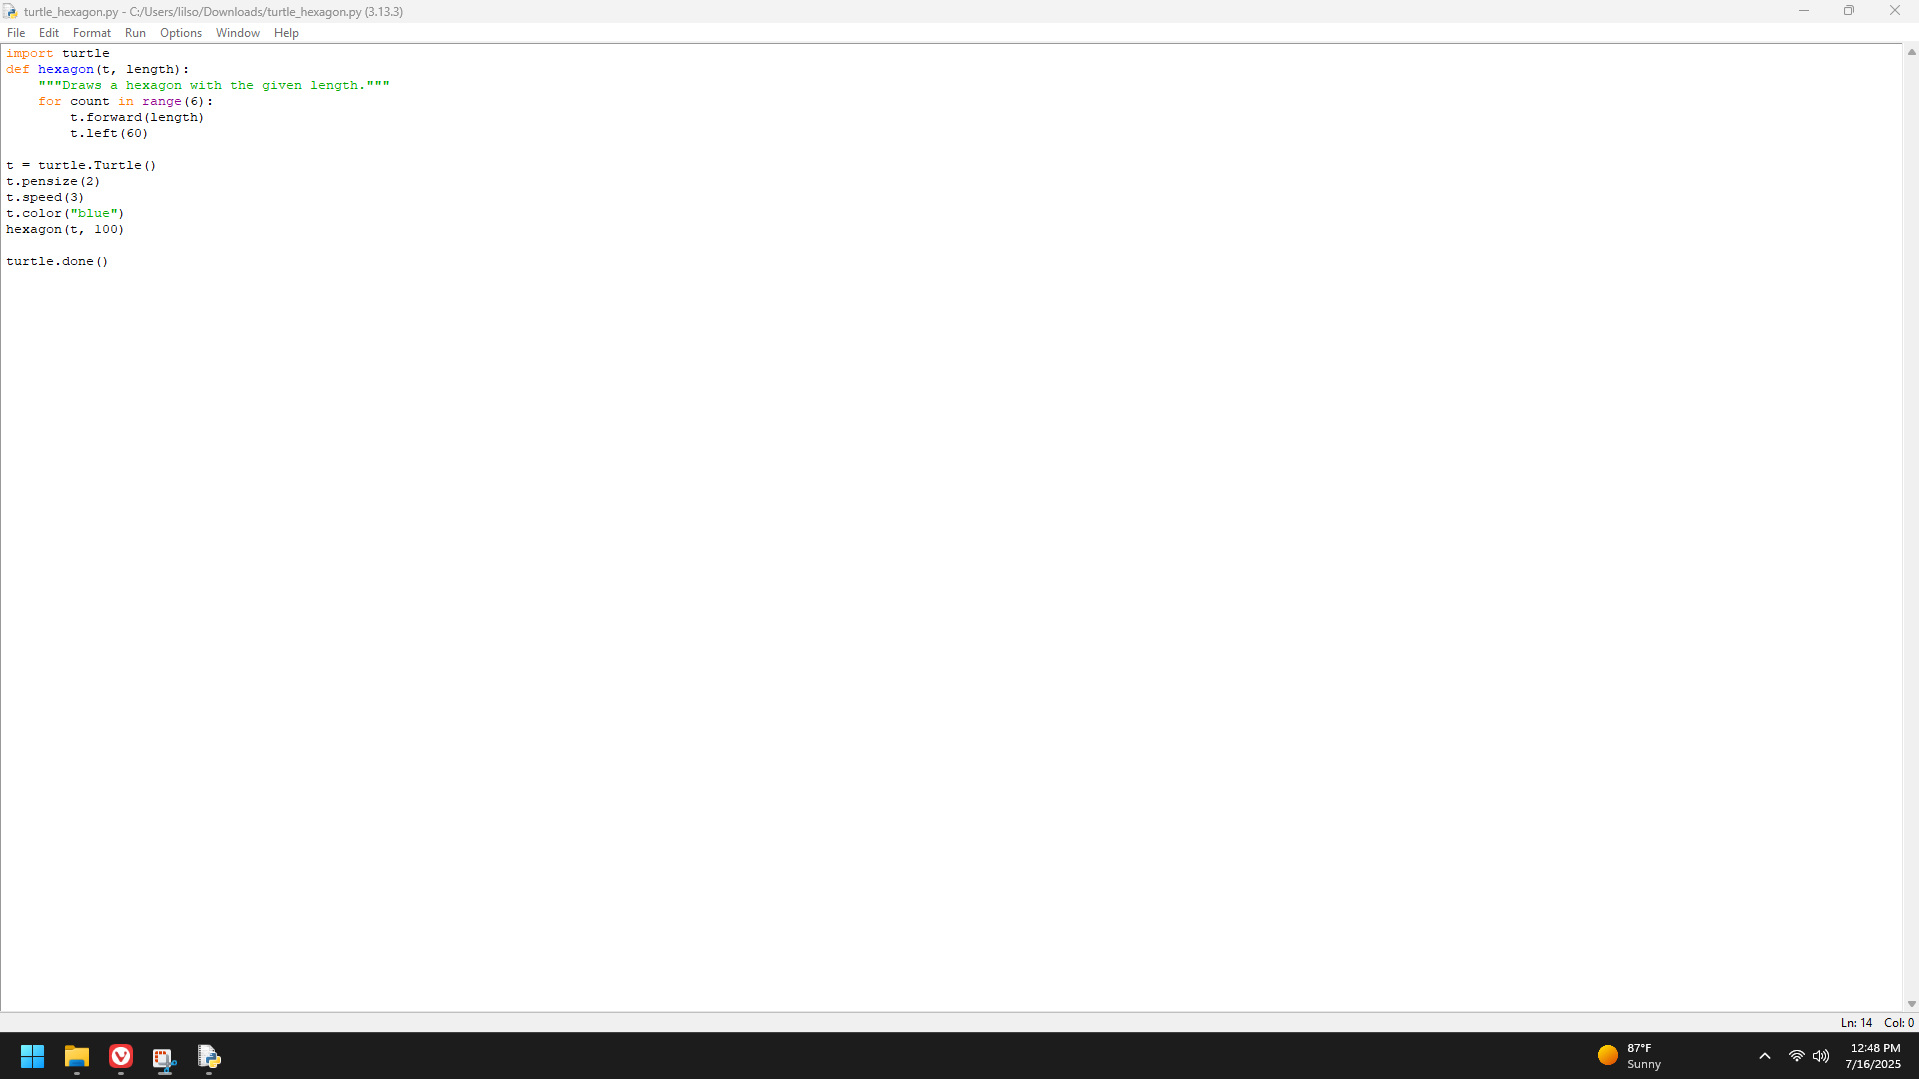 turtle_hexagon.py - C:/Users/lilso/Downloads/turtle_hexagon.py (3.13.3)
File Edit Format Run Options Window Help
import turtle
def hexagon(t, length):
    """Draws a hexagon with the given length."""
    for count in range(6):
        t.forward(length)
        t.left(60)

t = turtle.Turtle()
t.pensize(2)
t.speed(3)
t.color("blue")
hexagon(t, 100)

turtle.done()
Ln: 14 Col: 0
87°F
Sunny
12:48 PM
7/16/2025